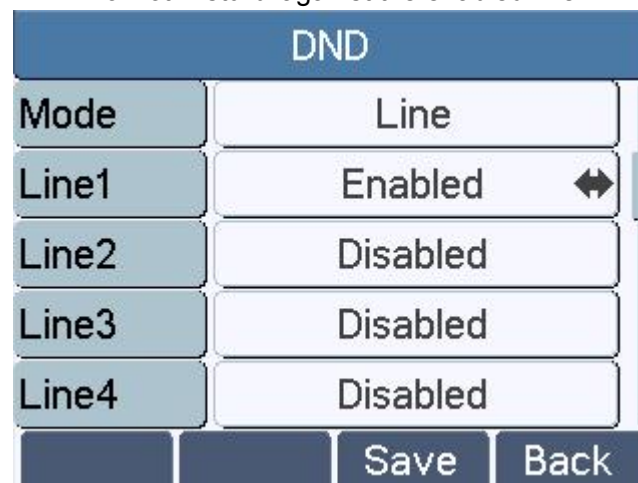 DND
Mode Line
Line1 Enabled
Line2 Disabled
Line3 Disabled
Line4 Disabled
Save Back